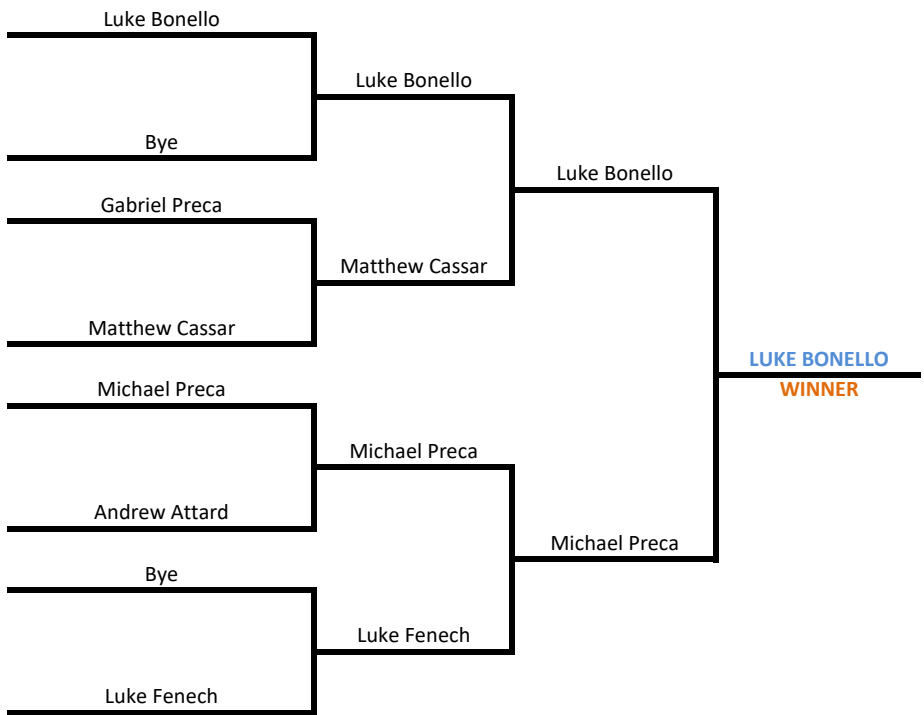 Luke Bonello
Luke Bonello
Bye
Luke Bonello
Gabriel Preca
Matthew Cassar
Matthew Cassar
LUKE BONELLO
WINNER
Michael Preca
Michael Preca
Andrew Attard
Michael Preca
Bye
Luke Fenech
Luke Fenech